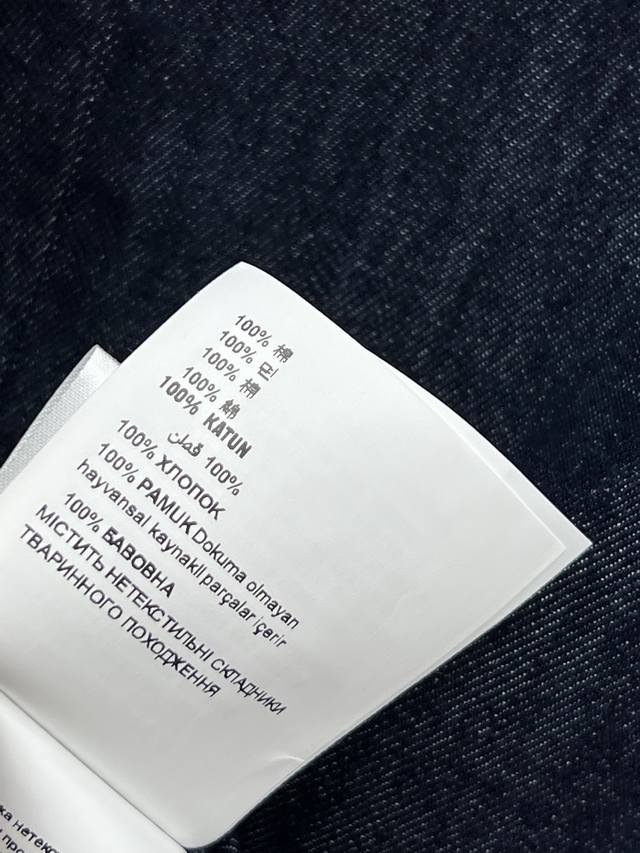 100% 棉
100% 면
100% 棉
100% 綿
100% KATUN
100% قطن
100% ХЛОПОК
100% PAMUK Dokuma olmayan
hayvansal kaynaklı parçalar içerir
100% БАВОВНА
МІСТИТЬ НЕТЕКСТИЛЬНІ СКЛАДНИКИ
ТВАРИННОГО ПОХОДЖЕННЯ